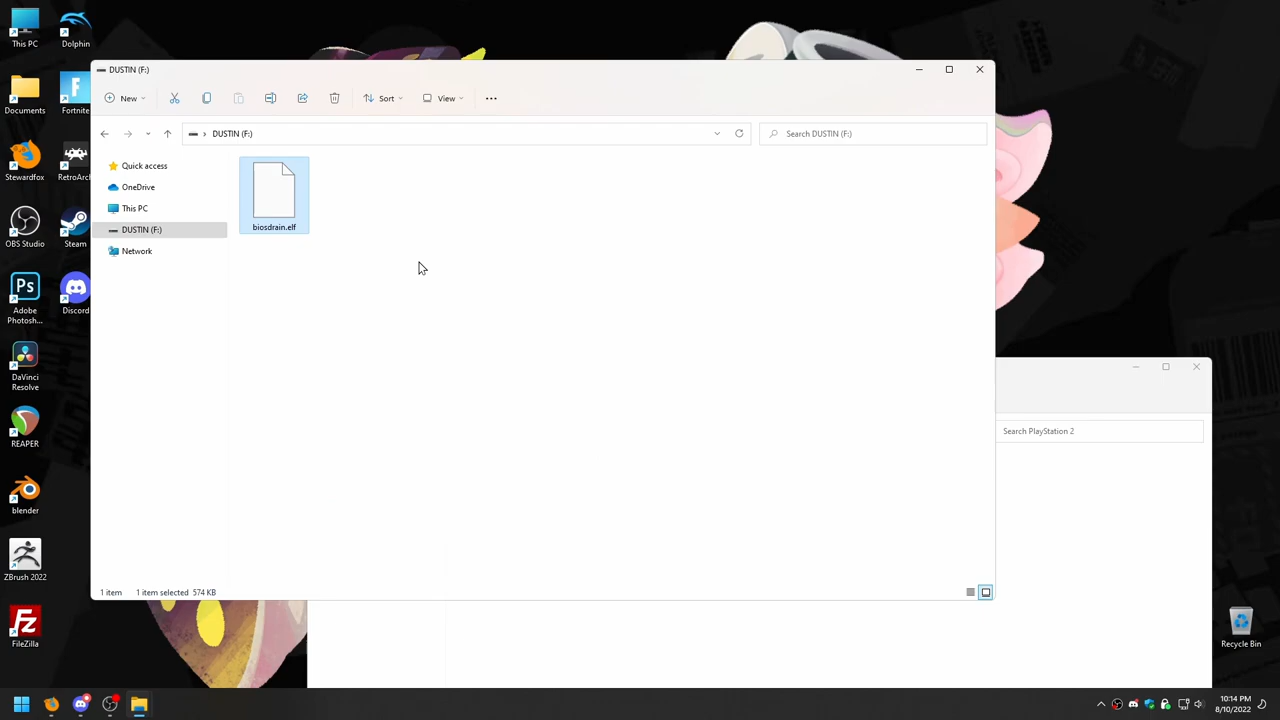 This PC
Dolphin
Documents
Fortnite
Stewardfox
RetroArch
OBS Studio
Steam
Ps
Adobe
Photosh...
Discord
DaVinci
Resolve
REAPER
blender
ZBrush 2022
Fz
FileZilla
Recycle Bin
DUSTIN (F:)
New
Sort
View
DUSTIN (F:)
Search DUSTIN (F:)
Quick access
OneDrive
This PC
DUSTIN (F:)
Network
biosdrain.elf
1 item
1 item selected 574 KB
Search PlayStation 2
10:14 PM
8/10/2022